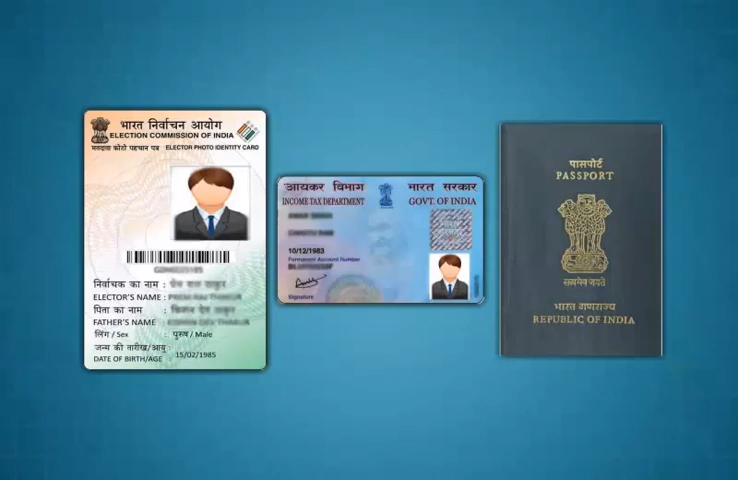 भारत निर्वाचन आयोग
ELECTION COMMISSION OF INDIA
मतदाता फोटो पहचान पत्र ELECTOR PHOTO IDENTITY CARD
निर्वाचक का नाम :
ELECTOR'S NAME :
पिता का नाम :
FATHER'S NAME :
लिंग / Sex : पुरुष / Male
जन्म की तारीख/आयु :
DATE OF BIRTH/AGE : 15/02/1985
आयकर विभाग भारत सरकार
INCOME TAX DEPARTMENT GOVT. OF INDIA
10/12/1983
Permanent Account Number
Signature
पासपोर्ट
PASSPORT
सत्यमेव जयते
भारत गणराज्य
REPUBLIC OF INDIA